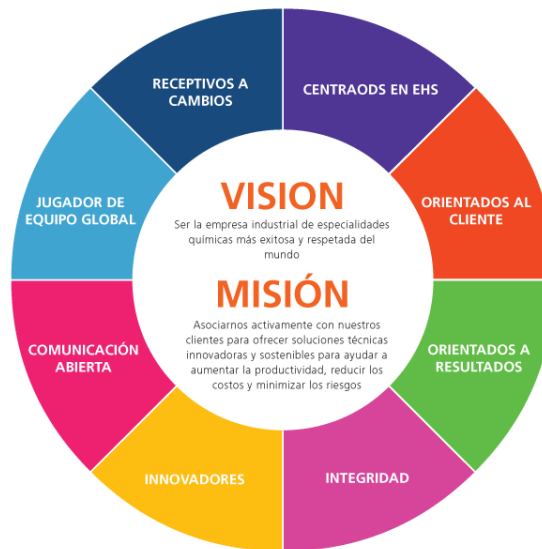 RECEPTIVOS A
CAMBIOS
CENTRAODS EN EHS
JUGADOR DE
EQUIPO GLOBAL
ORIENTADOS AL
CLIENTE
VISION
Ser la empresa industrial de especialidades
químicas más exitosa y respetada del
mundo
MISIÓN
Asociarnos activamente con nuestros
clientes para ofrecer soluciones técnicas
innovadoras y sostenibles para ayudar a
aumentar la productividad, reducir los
costos y minimizar los riesgos
COMUNICACIÓN
ABIERTA
ORIENTADOS A
RESULTADOS
INNOVADORES
INTEGRIDAD